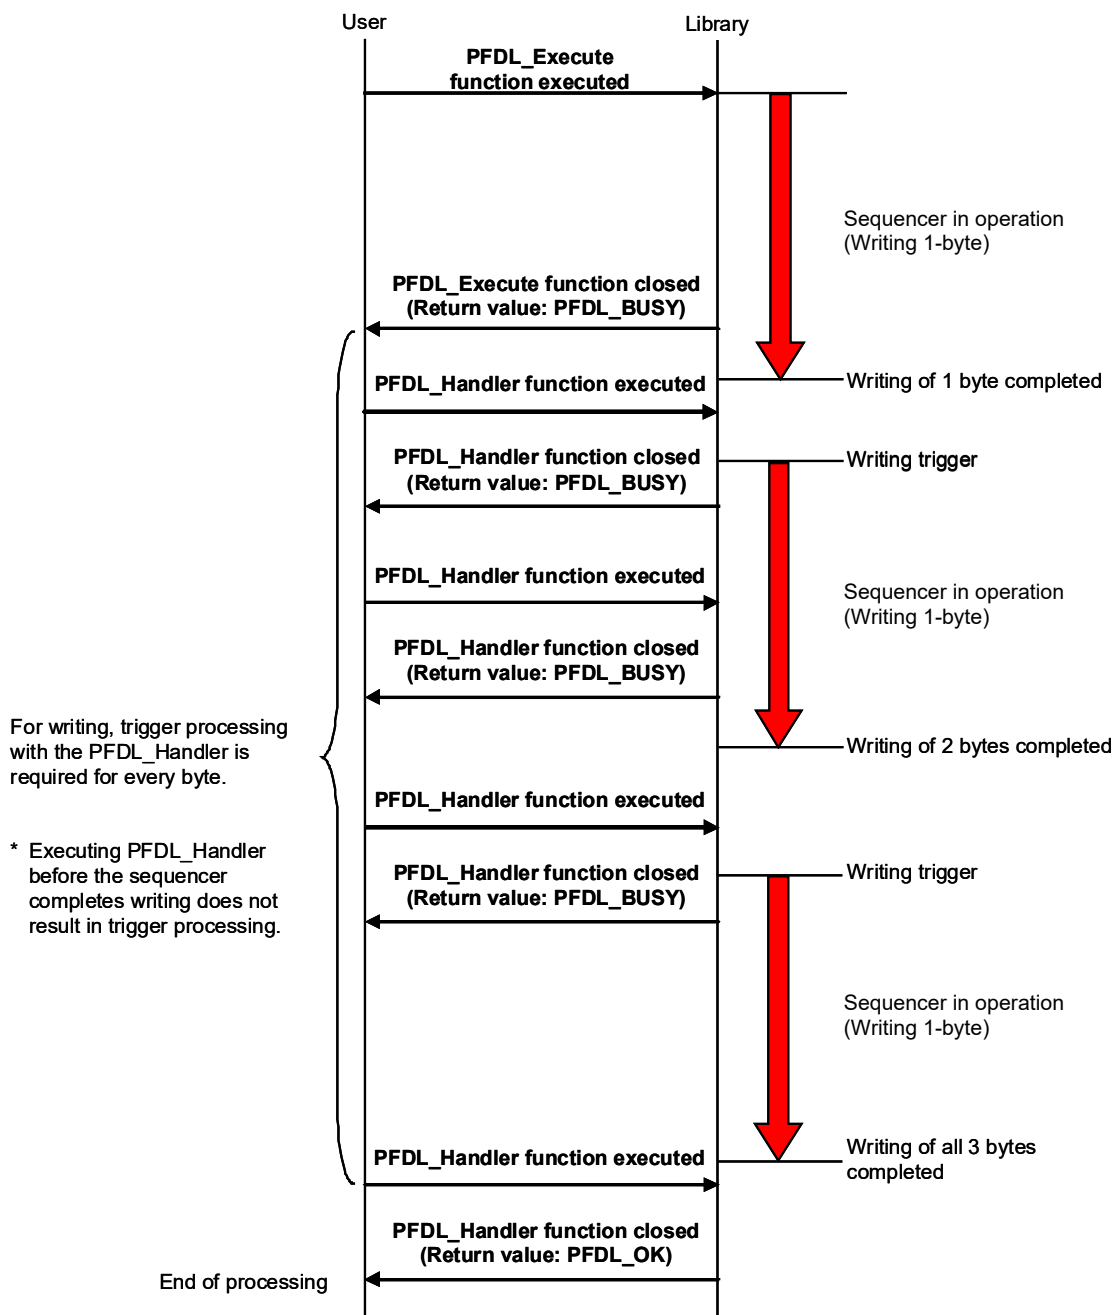 User
Library
PFDL_Execute
function executed
Sequencer in operation
(Writing 1-byte)
PFDL_Execute function closed
(Return value: PFDL_BUSY)
PFDL_Handler function executed
Writing of 1 byte completed
PFDL_Handler function closed
(Return value: PFDL_BUSY)
Writing trigger
PFDL_Handler function executed
Sequencer in operation
(Writing 1-byte)
PFDL_Handler function closed
(Return value: PFDL_BUSY)
For writing, trigger processing
with the PFDL_Handler is
required for every byte.
Writing of 2 bytes completed
PFDL_Handler function executed
* Executing PFDL_Handler
before the sequencer
completes writing does not
result in trigger processing.
PFDL_Handler function closed
(Return value: PFDL_BUSY)
Writing trigger
Sequencer in operation
(Writing 1-byte)
PFDL_Handler function executed
Writing of all 3 bytes
completed
PFDL_Handler function closed
(Return value: PFDL_OK)
End of processing